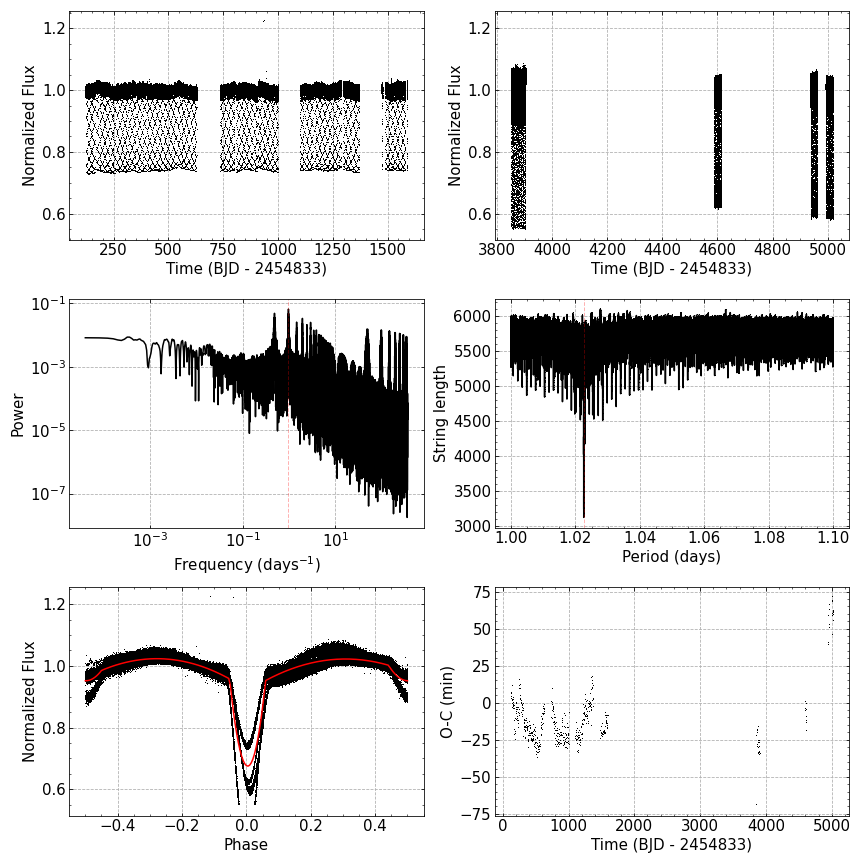 1.2
1.0
0.8
0.6
Normalized Flux
250 500 750 1000 1250 1500
Time (BJD - 2454833)
1.2
1.0
0.8
0.6
Normalized Flux
3800 4000 4200 4400 4600 4800 5000
Time (BJD - 2454833)
10⁻¹
10⁻³
10⁻⁵
10⁻⁷
Power
10⁻³ 10⁻¹ 10¹
Frequency (days⁻¹)
6000
5500
5000
4500
4000
3500
3000
String length
1.00 1.02 1.04 1.06 1.08 1.10
Period (days)
1.2
1.0
0.8
0.6
Normalized Flux
−0.4 −0.2 0.0 0.2 0.4
Phase
75
50
25
0
−25
−50
−75
O-C (min)
0 1000 2000 3000 4000 5000
Time (BJD - 2454833)